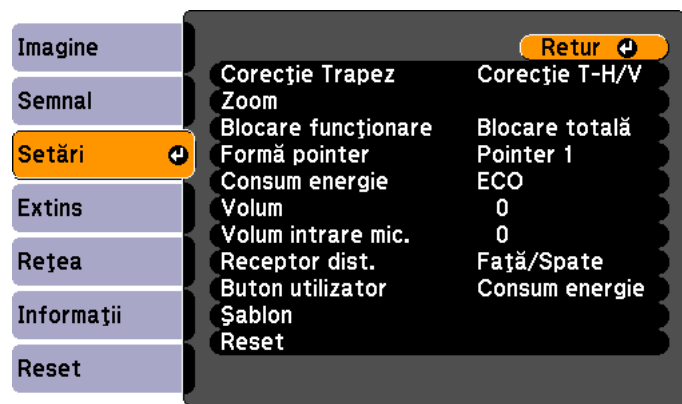 Imagine
Semnal
Setări
Extins
Reţea
Informaţii
Reset
Retur
Corecţie Trapez Corecţie T-H/V
Zoom
Blocare funcţionare Blocare totală
Formă pointer Pointer 1
Consum energie ECO
Volum 0
Volum intrare mic. 0
Receptor dist. Faţă/Spate
Buton utilizator Consum energie
Şablon
Reset